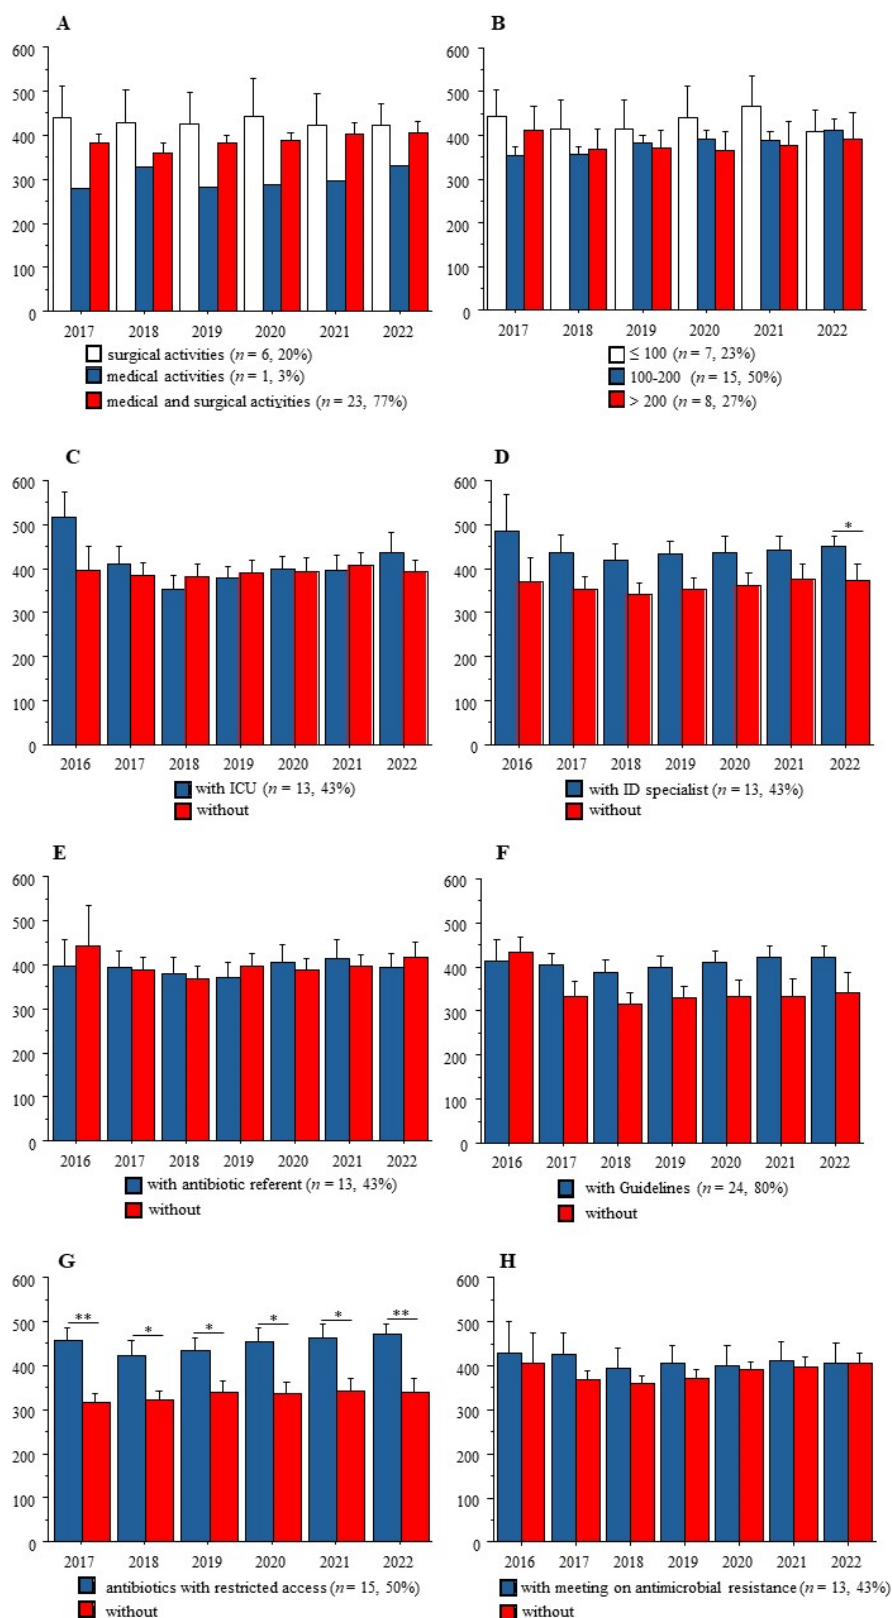 A
600
500
400
300
200
100
0
2017 2018 2019 2020 2021 2022
surgical activities (n = 6, 20%)
medical activities (n = 1, 3%)
medical and surgical activities (n = 23, 77%)
B
600
500
400
300
200
100
0
2017 2018 2019 2020 2021 2022
≤ 100 (n = 7, 23%)
100-200 (n = 15, 50%)
> 200 (n = 8, 27%)
C
600
500
400
300
200
100
0
2016 2017 2018 2019 2020 2021 2022
with ICU (n = 13, 43%)
without
D
600
500
400
300
200
100
0
*
2016 2017 2018 2019 2020 2021 2022
with ID specialist (n = 13, 43%)
without
E
600
500
400
300
200
100
0
2016 2017 2018 2019 2020 2021 2022
with antibiotic referent (n = 13, 43%)
without
F
600
500
400
300
200
100
0
2016 2017 2018 2019 2020 2021 2022
with Guidelines (n = 24, 80%)
without
G
600
500
400
300
200
100
0
** * * * * **
2017 2018 2019 2020 2021 2022
antibiotics with restricted access (n = 15, 50%)
without
H
600
500
400
300
200
100
0
2016 2017 2018 2019 2020 2021 2022
with meeting on antimicrobial resistance (n = 13, 43%)
without